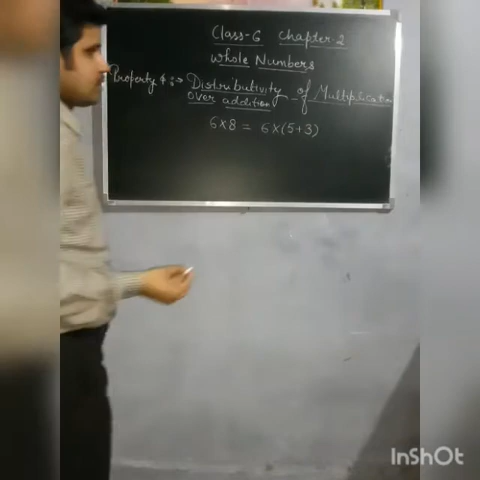 Class-6 Chapter-2
Whole Numbers
Property 4 :→ Distributivity of Multiplication
over addition
6×8 = 6×(5+3)
InShOt